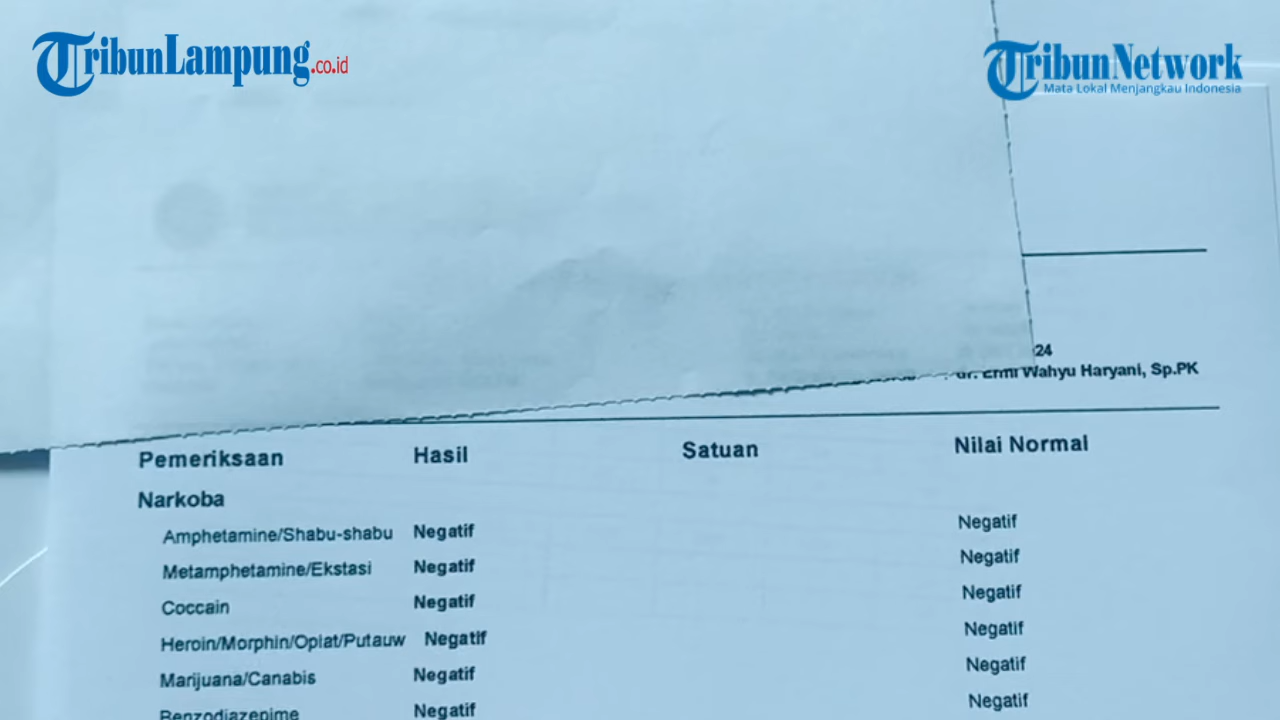 TribunLampung.co.id
TribunNetwork
Mata Lokal Menjangkau Indonesia
24
: dr. Ermi Wahyu Haryani, Sp.PK
Pemeriksaan Hasil Satuan Nilai Normal
Narkoba
Amphetamine/Shabu-shabu Negatif Negatif
Metamphetamine/Ekstasi Negatif Negatif
Coccain Negatif Negatif
Heroin/Morphin/Opiat/Putauw Negatif Negatif
Marijuana/Canabis Negatif Negatif
Benzodiazepime Negatif Negatif